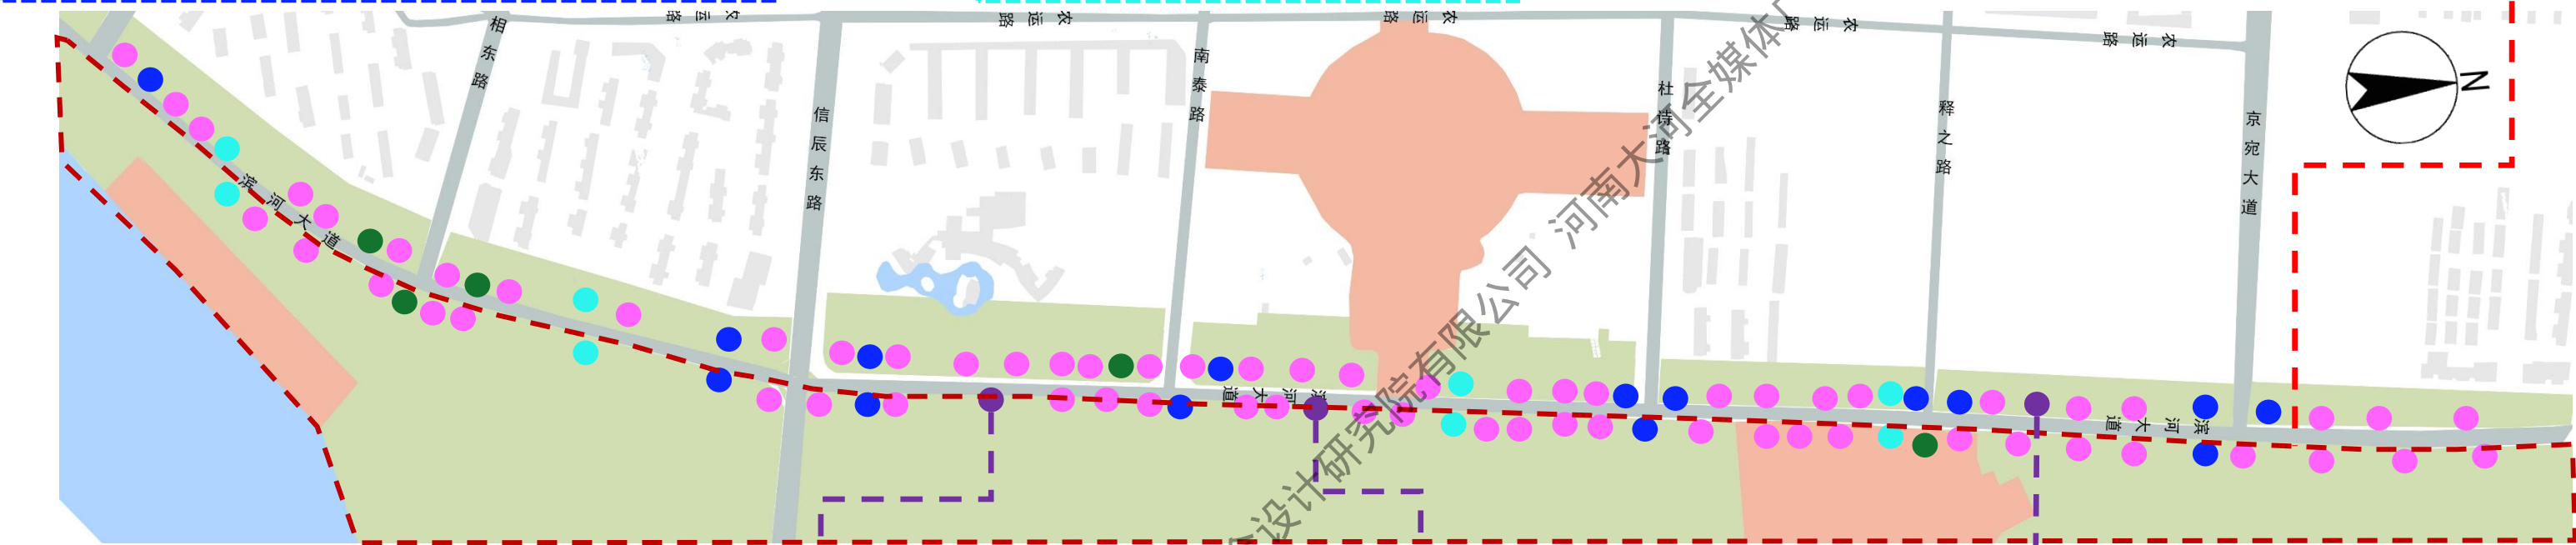 农运路
农运路
农运路
农运路
农运路
相东路
信辰东路
南泰路
杜诗路
释之路
京宛大道
N
滨河大道
滨河大道
滨河大道
设计研究院有限公司 河南大河全媒体广